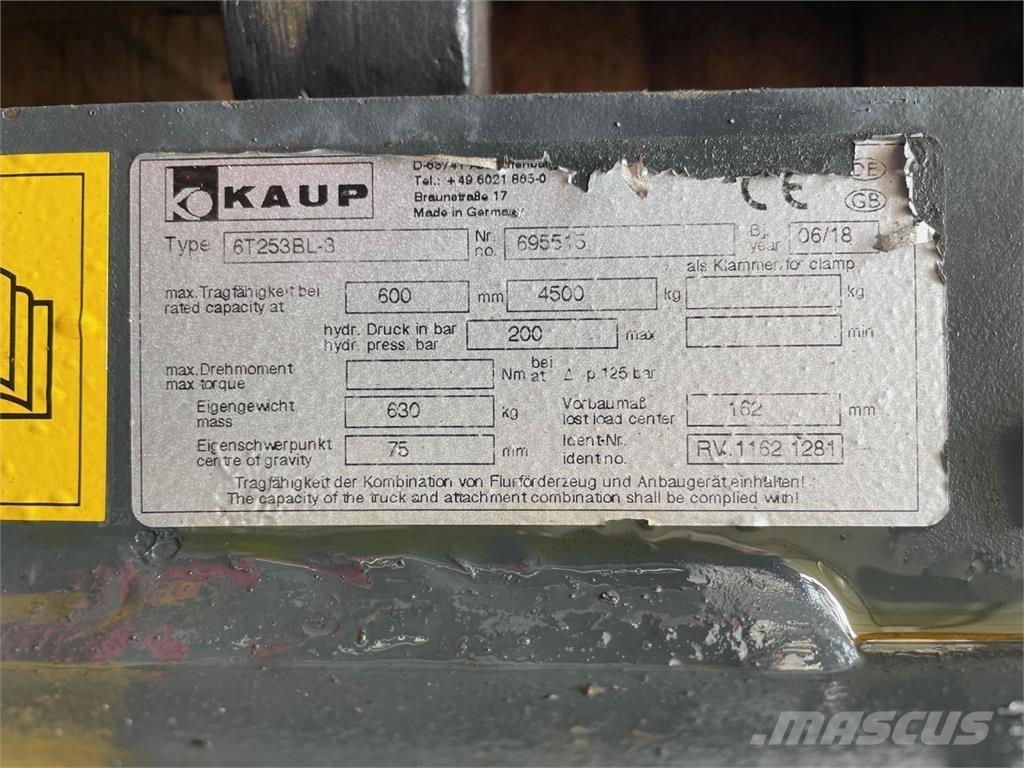 KAUP
Tel.: +49 6021 865-0
Braunstraße 17
Made in Germany
CE
DE
GB
Type 6T253BL-3 Nr. no. 695515 Bj. year 06/18
als Klammer, for clamp
max. Tragfähigkeit bei rated capacity at 600 mm 4500 kg kg
hydr. Druck in bar hydr. press. bar 200 max min
max. Drehmoment max torque Nm bei at Δ p. 125 bar
Eigengewicht mass 630 kg Vorbaumaß lost load center 162 mm
Eigenschwerpunkt centre of gravity 75 mm Ident-Nr. ident no. RV.1162 1281
Tragfähigkeit der Kombination von Flurförderzeug und Anbaugerät einhalten!
The capacity of the truck and attachment combination shall be complied with!
MASCUS